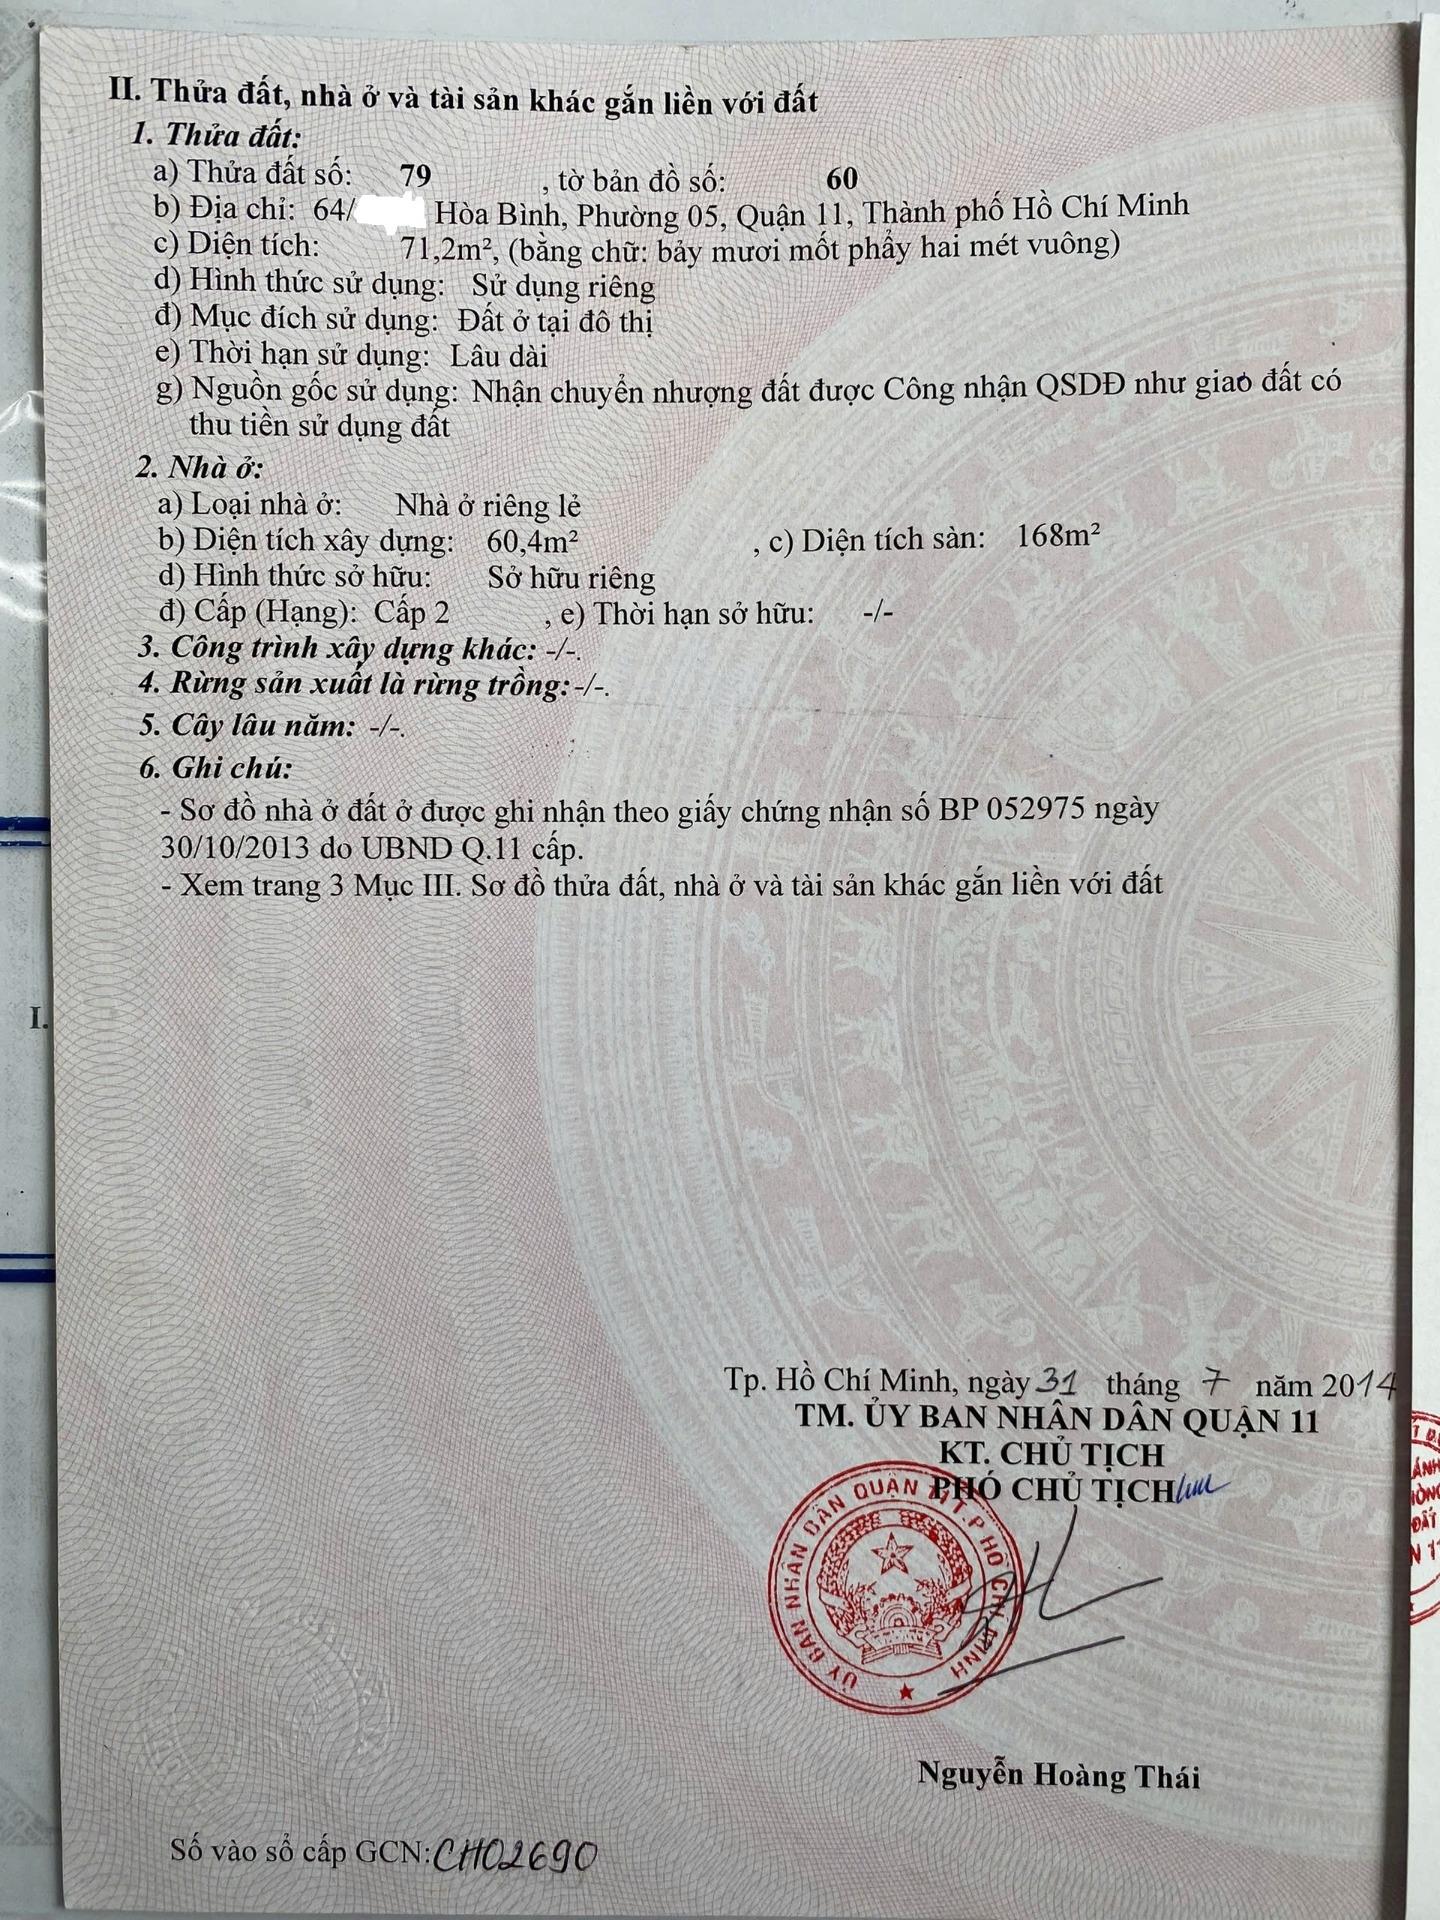 II. Thửa đất, nhà ở và tài sản khác gắn liền với đất
1. Thửa đất:
a) Thửa đất số: 79 , tờ bản đồ số: 60
b) Địa chỉ: 64/ Hòa Bình, Phường 05, Quận 11, Thành phố Hồ Chí Minh
c) Diện tích: 71,2m², (bằng chữ: bảy mươi mốt phẩy hai mét vuông)
d) Hình thức sử dụng: Sử dụng riêng
đ) Mục đích sử dụng: Đất ở tại đô thị
e) Thời hạn sử dụng: Lâu dài
g) Nguồn gốc sử dụng: Nhận chuyển nhượng đất được Công nhận QSDĐ như giao đất có
thu tiền sử dụng đất
2. Nhà ở:
a) Loại nhà ở: Nhà ở riêng lẻ
b) Diện tích xây dựng: 60,4m² , c) Diện tích sàn: 168m²
d) Hình thức sở hữu: Sở hữu riêng
đ) Cấp (Hạng): Cấp 2 , e) Thời hạn sở hữu: -/-
3. Công trình xây dựng khác: -/-.
4. Rừng sản xuất là rừng trồng: -/-.
5. Cây lâu năm: -/-.
6. Ghi chú:
- Sơ đồ nhà ở đất ở được ghi nhận theo giấy chứng nhận số BP 052975 ngày
30/10/2013 do UBND Q.11 cấp.
- Xem trang 3 Mục III. Sơ đồ thửa đất, nhà ở và tài sản khác gắn liền với đất
I.
Tp. Hồ Chí Minh, ngày 31 tháng 7 năm 2014
TM. ỦY BAN NHÂN DÂN QUẬN 11
KT. CHỦ TỊCH
PHÓ CHỦ TỊCH
ỦY BAN NHÂN DÂN QUẬN 11 T.P HỒ CHÍ MINH
Nguyễn Hoàng Thái
Số vào sổ cấp GCN: CH02690